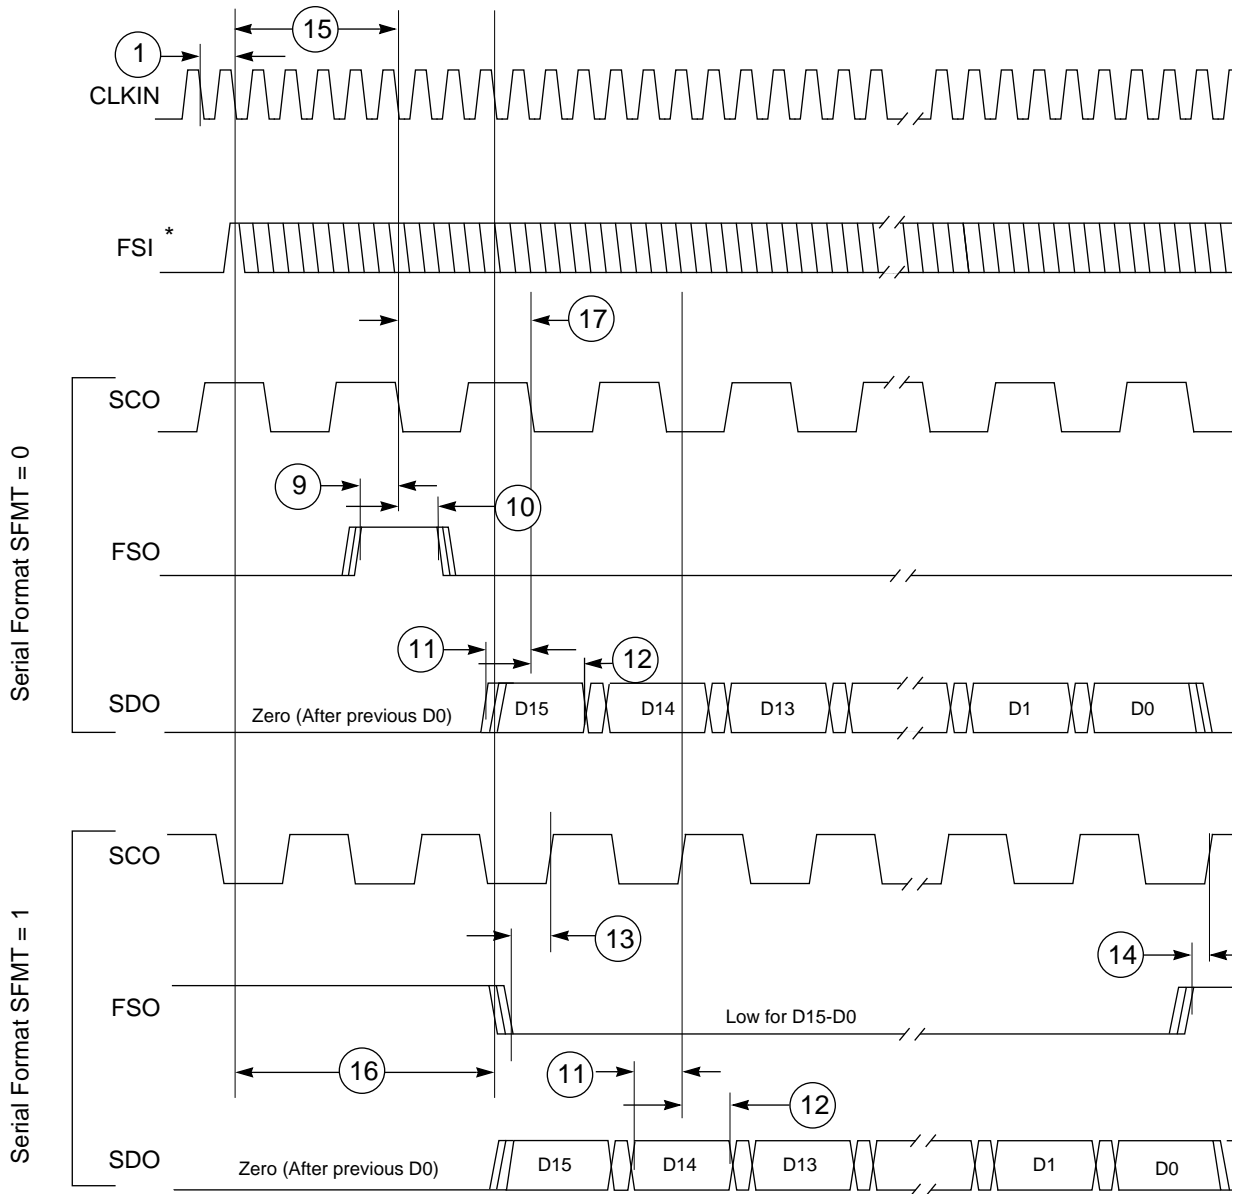 15
1
CLKIN
FSI *
17
Serial Format SFMT = 0
SCO
9
10
FSO
11
12
SDO
Zero (After previous D0)
D15
D14
D13
D1
D0
Serial Format SFMT = 1
SCO
13
14
FSO
Low for D15-D0
16
11
12
SDO
Zero (After previous D0)
D15
D14
D13
D1
D0